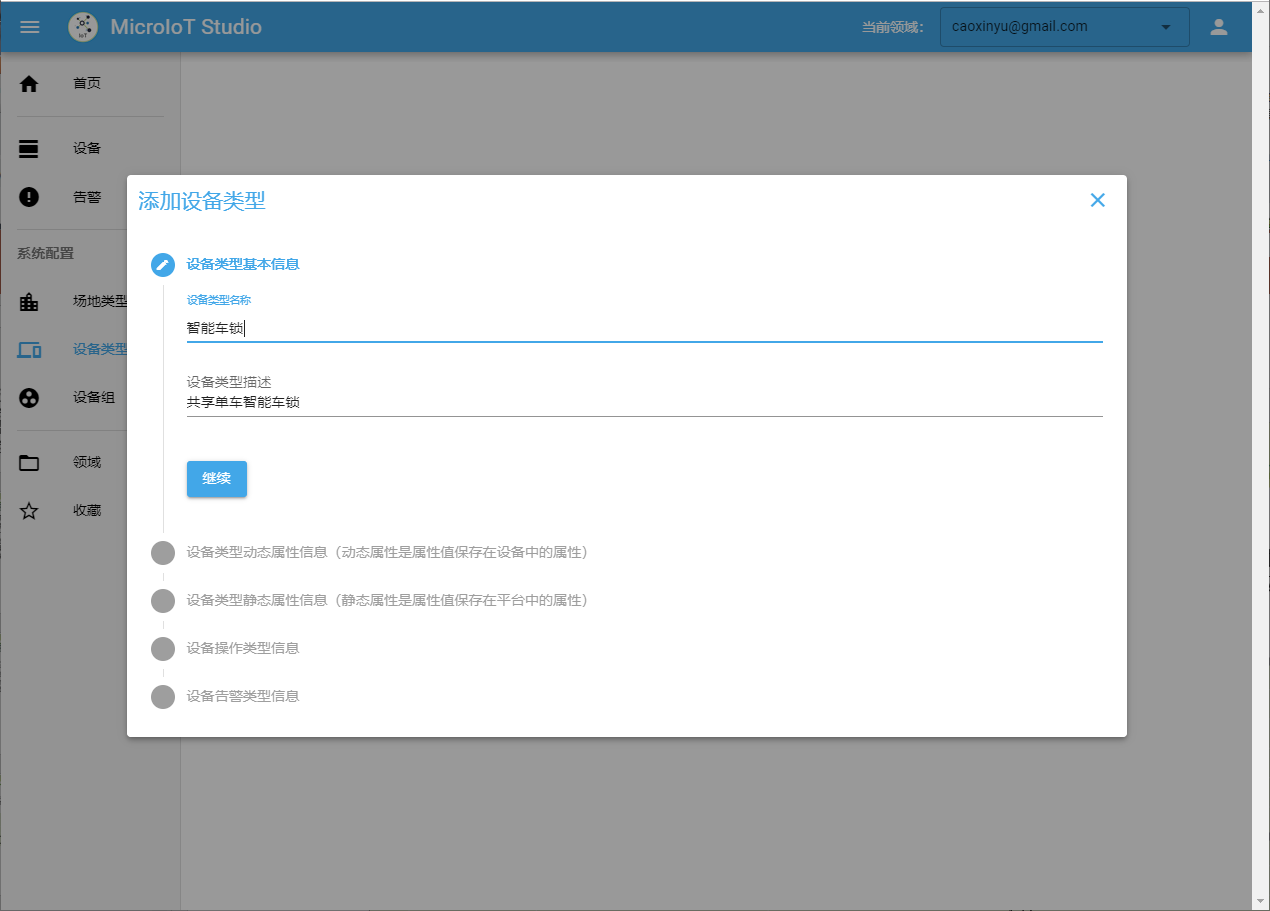 MicroIoT Studio
当前领域：
caoxinyu@gmail.com
首页
设备
告警
系统配置
场地类型
设备类型
设备组
领域
收藏
添加设备类型
设备类型基本信息
设备类型名称
智能车锁
设备类型描述
共享单车智能车锁
继续
设备类型动态属性信息（动态属性是属性值保存在设备中的属性）
设备类型静态属性信息（静态属性是属性值保存在平台中的属性）
设备操作类型信息
设备告警类型信息